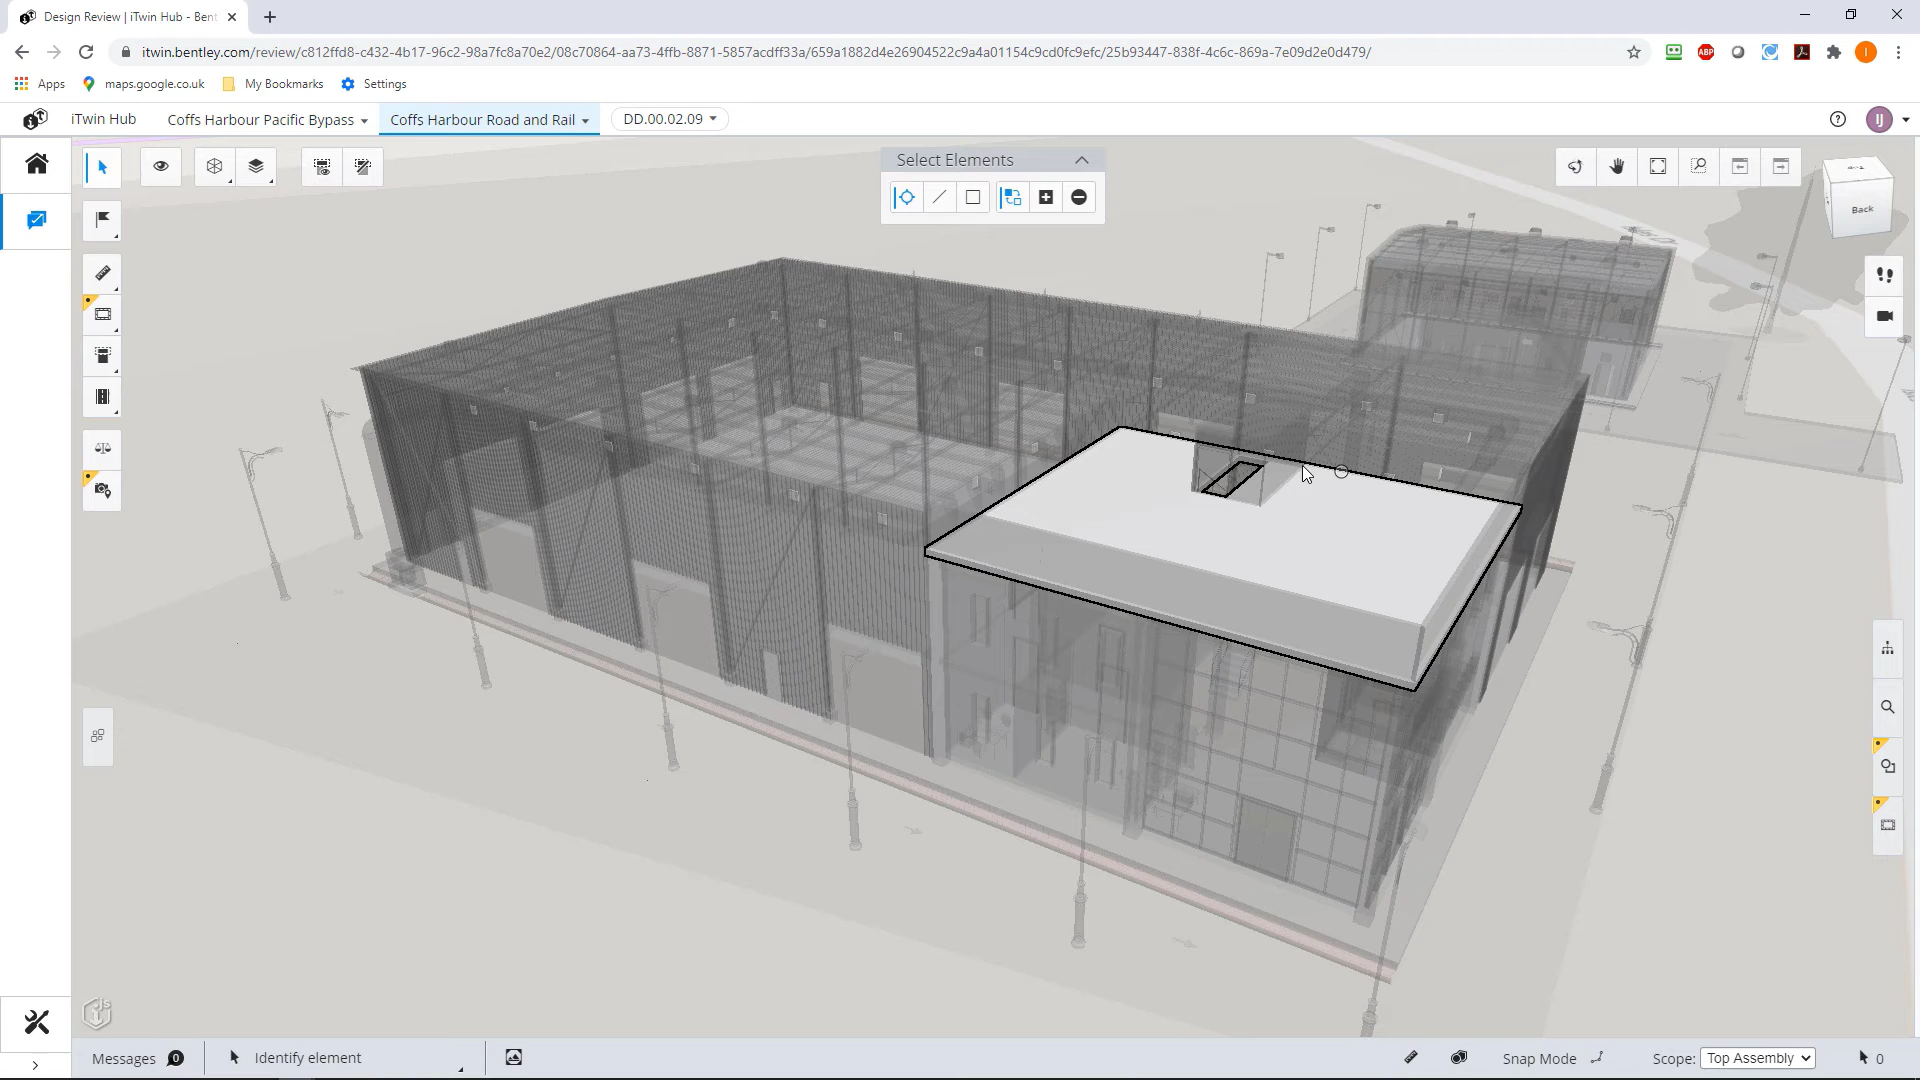 Design Review | iTwin Hub - Bent
itwin.bentley.com/review/c812ffd8-c432-4b17-96c2-98a7fc8a70e2/08c70864-aa73-4ffb-8871-5857acdff33a/659a1882d4e26904522c9a4a01154c9cd0fc9efc/25b93447-838f-4c6c-869a-7e09d2e0d479/
ABP
I
Apps
maps.google.co.uk
My Bookmarks
Settings
iTwin Hub
Coffs Harbour Pacific Bypass
Coffs Harbour Road and Rail
DD.00.02.09
IJ
Select Elements
Back
js
Messages 0
Identify element
Snap Mode
Scope: Top Assembly
0